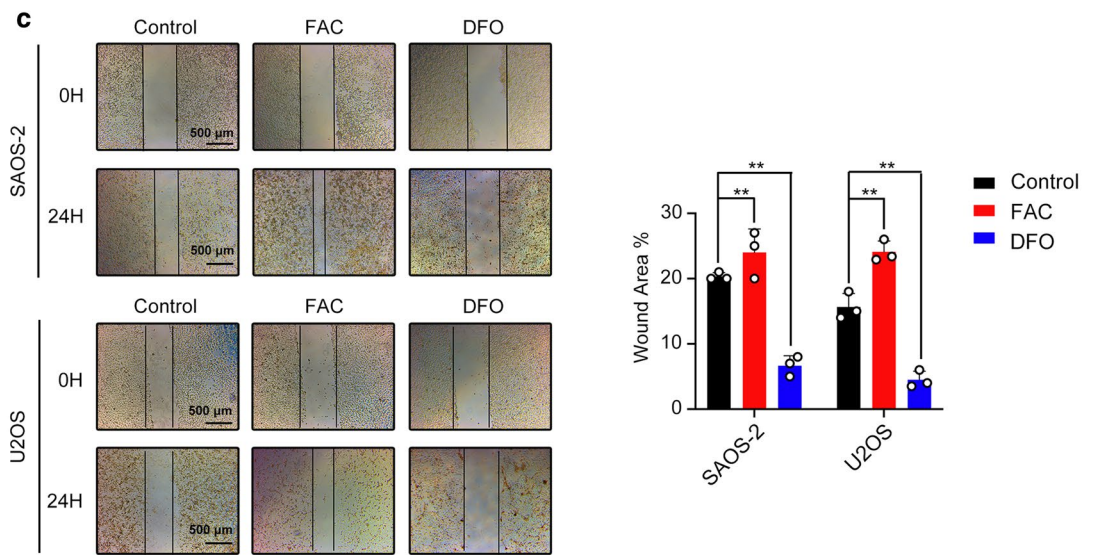 c
Control FAC DFO
SAOS-2
0H
500 µm
24H
500 µm
Control FAC DFO
U2OS
0H
500 µm
24H
500 µm
Wound Area %
30
20
10
0
** ** ** **
SAOS-2 U2OS
Control
FAC
DFO